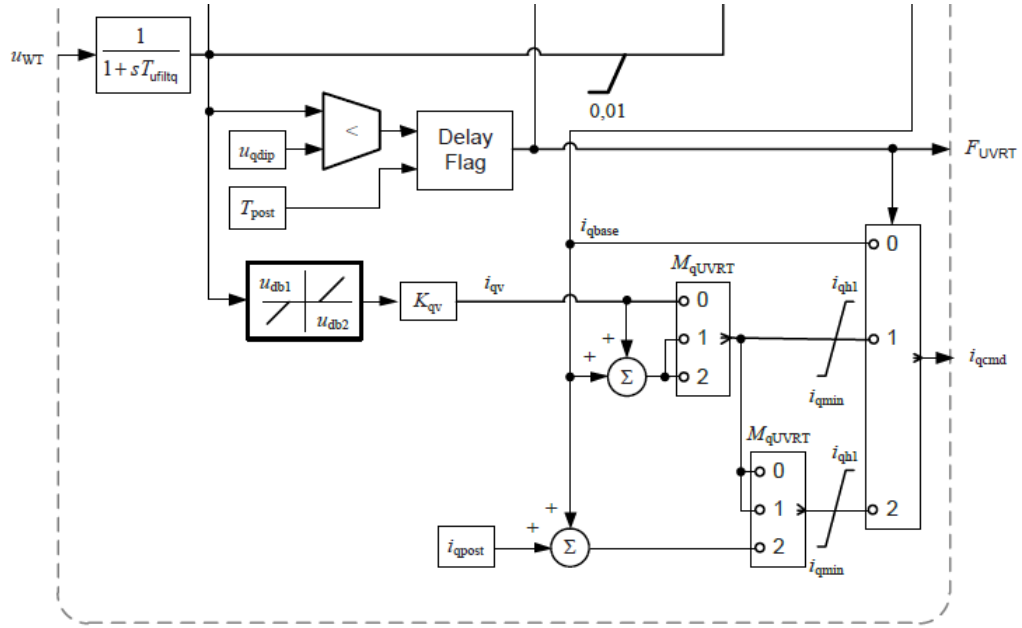 1
u_WT
1+sT_ufiltq
0,01
<
u_qdip
Delay
Flag
F_UVRT
T_post
i_qbase
0
M_qUVRT
u_db1
u_db2
K_qv
i_qv
0
i_qh1
+
1
1
+
Σ
2
i_qcmd
i_qmin
M_qUVRT
i_qh1
0
+
1
2
+
i_qpost
Σ
2
i_qmin